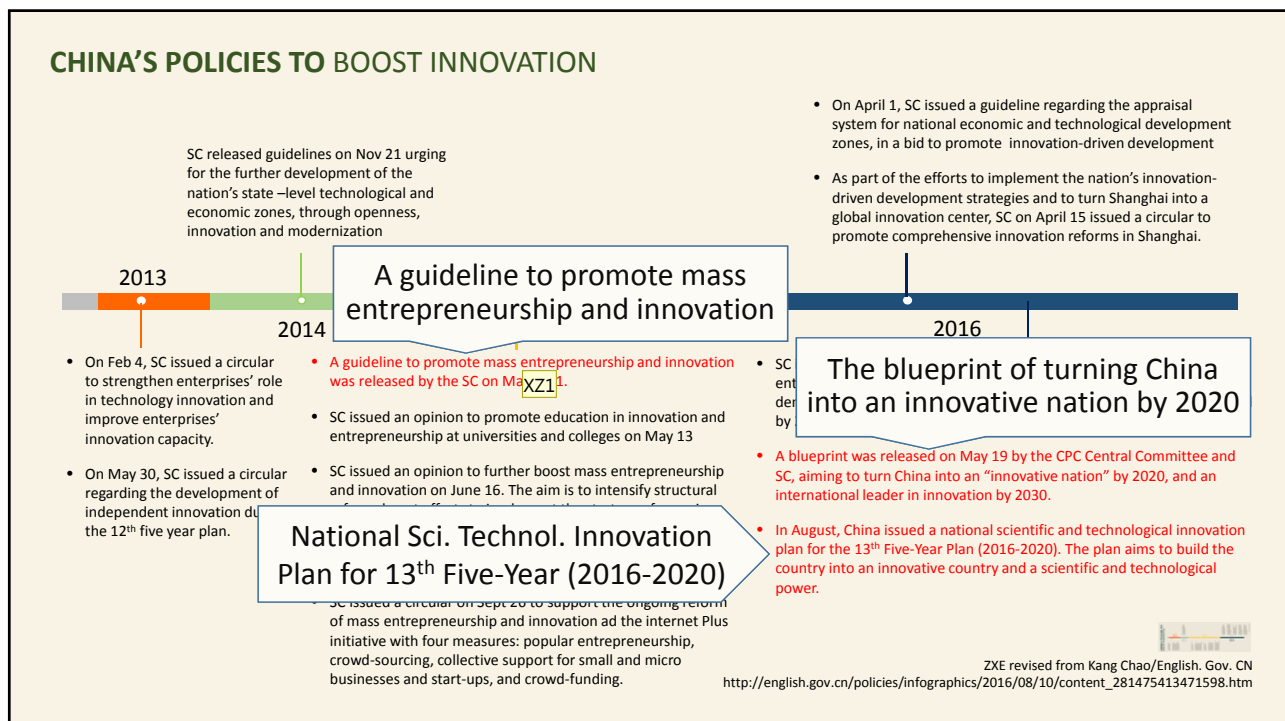 CHINA'S POLICIES TO BOOST INNOVATION
SC released guidelines on Nov 21 urging
for the further development of the
nation's state –level technological and
economic zones, through openness,
innovation and modernization
• On April 1, SC issued a guideline regarding the appraisal
system for national economic and technological development
zones, in a bid to promote innovation-driven development
• As part of the efforts to implement the nation's innovation-
driven development strategies and to turn Shanghai into a
global innovation center, SC on April 15 issued a circular to
promote comprehensive innovation reforms in Shanghai.
2013
2014
2016
A guideline to promote mass
entrepreneurship and innovation
• On Feb 4, SC issued a circular
to strengthen enterprises' role
in technology innovation and
improve enterprises'
innovation capacity.
• On May 30, SC issued a circular
regarding the development of
independent innovation
the 12th five year plan.
• A guideline to promote mass entrepreneurship and innovation
was released by the SC on
XZ1
• SC issued an opinion to promote education in innovation and
entrepreneurship at universities and colleges on May 13
• SC issued an opinion to further boost mass entrepreneurship
and innovation on June 16. The aim is to intensify structural
National Sci. Technol. Innovation
Plan for 13th Five-Year (2016-2020)
• SC issued a circular on Sept 26 to support the ongoing reform
of mass entrepreneurship and innovation ad the internet Plus
initiative with four measures: popular entrepreneurship,
crowd-sourcing, collective support for small and micro
businesses and start-ups, and crowd-funding.
• SC
by
The blueprint of turning China
into an innovative nation by 2020
• A blueprint was released on May 19 by the CPC Central Committee and
SC, aiming to turn China into an "innovative nation" by 2020, and an
international leader in innovation by 2030.
• In August, China issued a national scientific and technological innovation
plan for the 13th Five-Year Plan (2016-2020). The plan aims to build the
country into an innovative country and a scientific and technological
power.
ZXE revised from Kang Chao/English. Gov. CN
http://english.gov.cn/policies/infographics/2016/08/10/content_281475413471598.htm